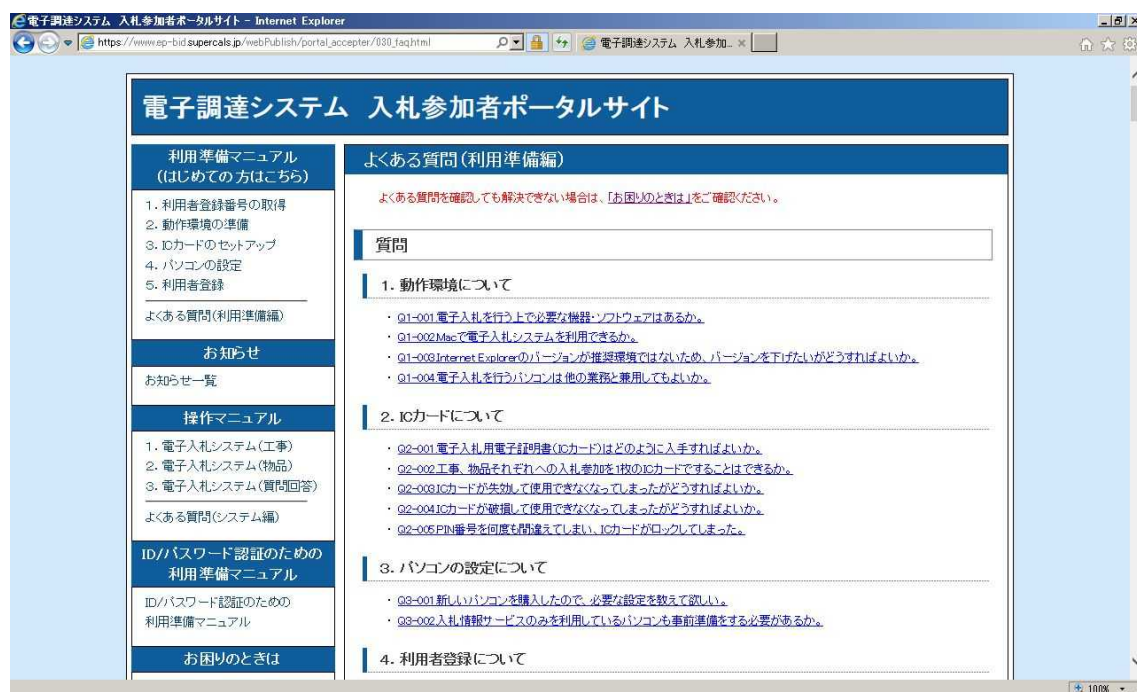 電子調達システム 入札参加者ポータルサイト - Internet Explorer
https://www.ep-bid.supercals.jp/webPublish/portal_accepter/030_faq.html
電子調達システム 入札参加...
電子調達システム 入札参加者ポータルサイト
利用準備マニュアル
(はじめての方はこちら)
1. 利用者登録番号の取得
2. 動作環境の準備
3. ICカードのセットアップ
4. パソコンの設定
5. 利用者登録
よくある質問(利用準備編)
お知らせ
お知らせ一覧
操作マニュアル
1. 電子入札システム(工事)
2. 電子入札システム(物品)
3. 電子入札システム(質問回答)
よくある質問(システム編)
ID/パスワード認証のための
利用準備マニュアル
ID/パスワード認証のための
利用準備マニュアル
お困りのときは
よくある質問(利用準備編)
よくある質問を確認しても解決できない場合は、「お困りのときは」をご確認ください。
質問
1. 動作環境について
・Q1-001電子入札を行う上で必要な機器・ソフトウェアはあるか。
・Q1-002Macで電子入札システムを利用できるか。
・Q1-003Internet Explorerのバージョンが推奨環境ではないため、バージョンを下げたいがどうすればよいか。
・Q1-004電子入札を行うパソコンは他の業務と兼用してもよいか。
2. ICカードについて
・Q2-001電子入札用電子証明書(ICカード)はどのように入手すればよいか。
・Q2-002工事、物品それぞれへの入札参加を1枚のICカードですることはできるか。
・Q2-003ICカードが失効して使用できなくなってしまったがどうすればよいか。
・Q2-004ICカードが破損して使用できなくなってしまったがどうすればよいか。
・Q2-005PIN番号を何度も間違えてしまい、ICカードがロックしてしまった。
3. パソコンの設定について
・Q3-001新しいパソコンを購入したので、必要な設定を教えて欲しい。
・Q3-002入札情報サービスのみを利用しているパソコンも事前準備をする必要があるか。
4. 利用者登録について
100%